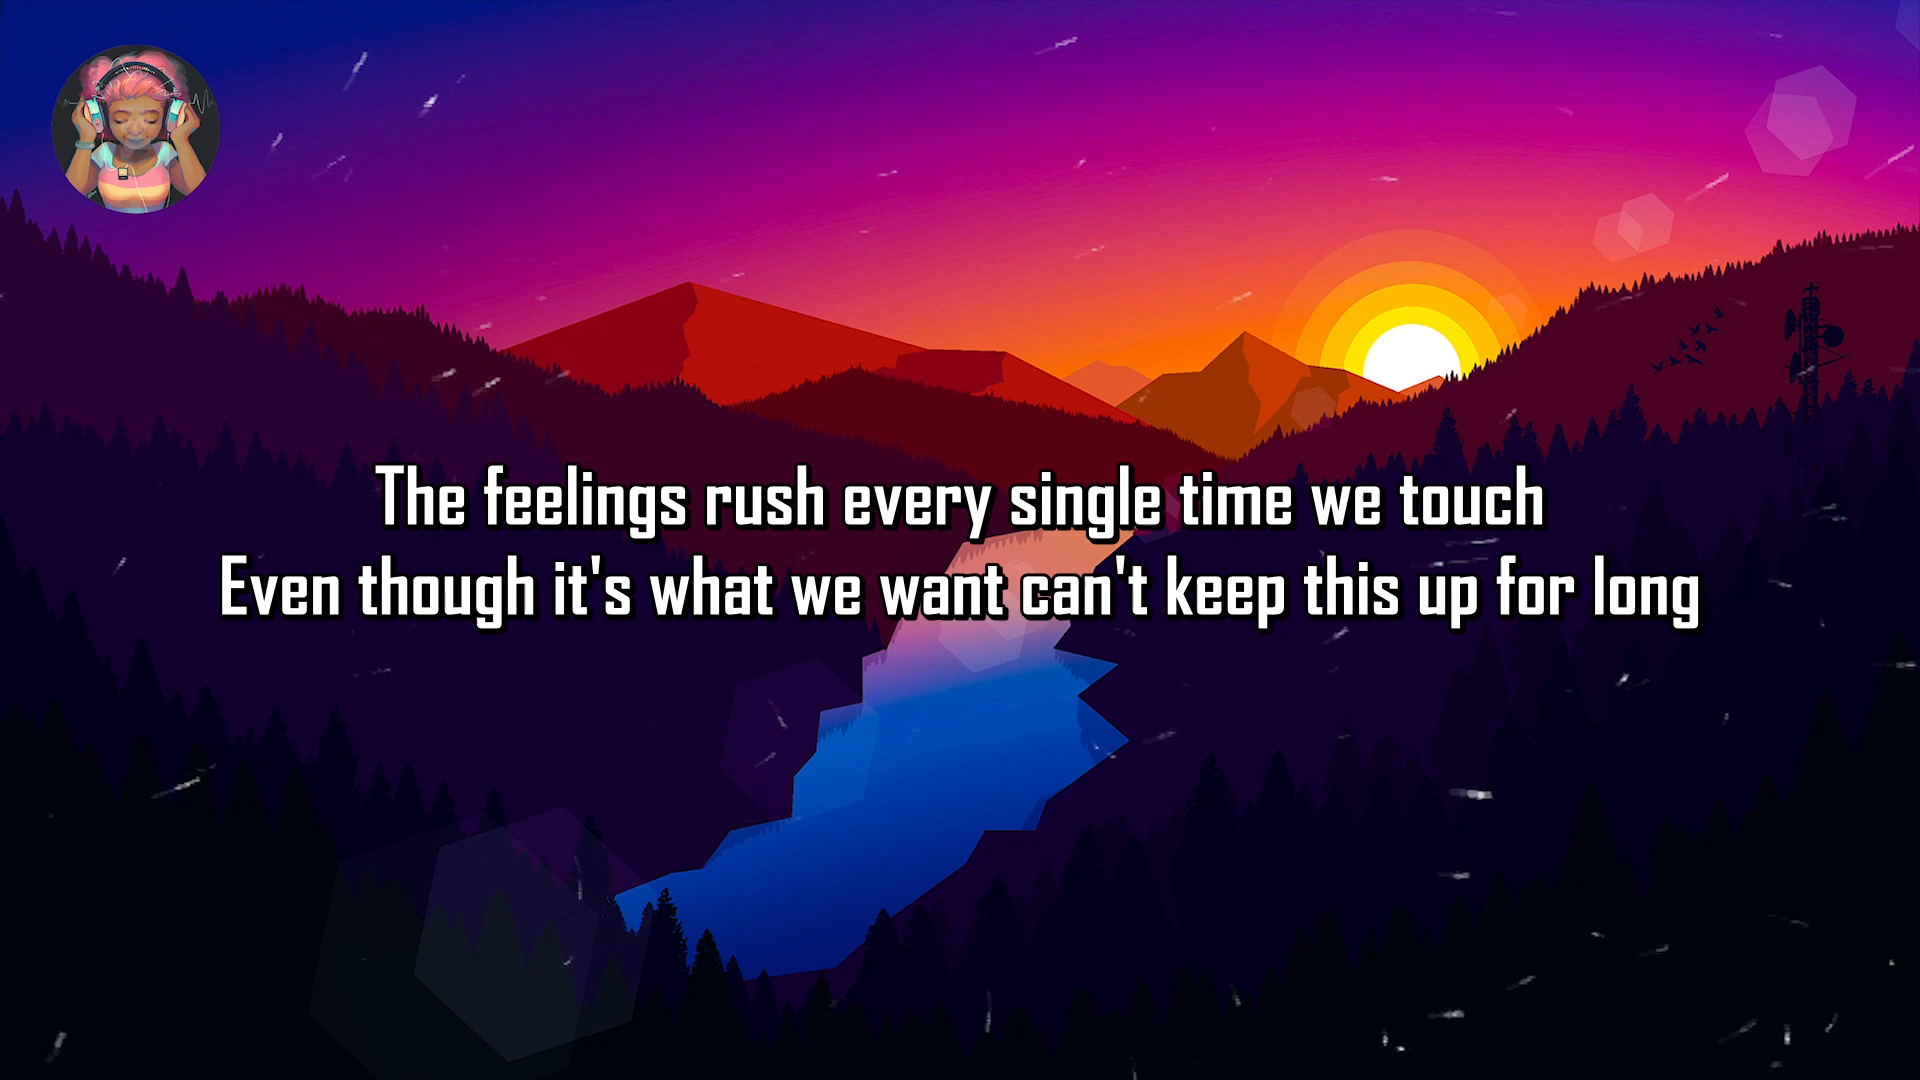 The feelings rush every single time we touch
Even though it's what we want can't keep this up for long